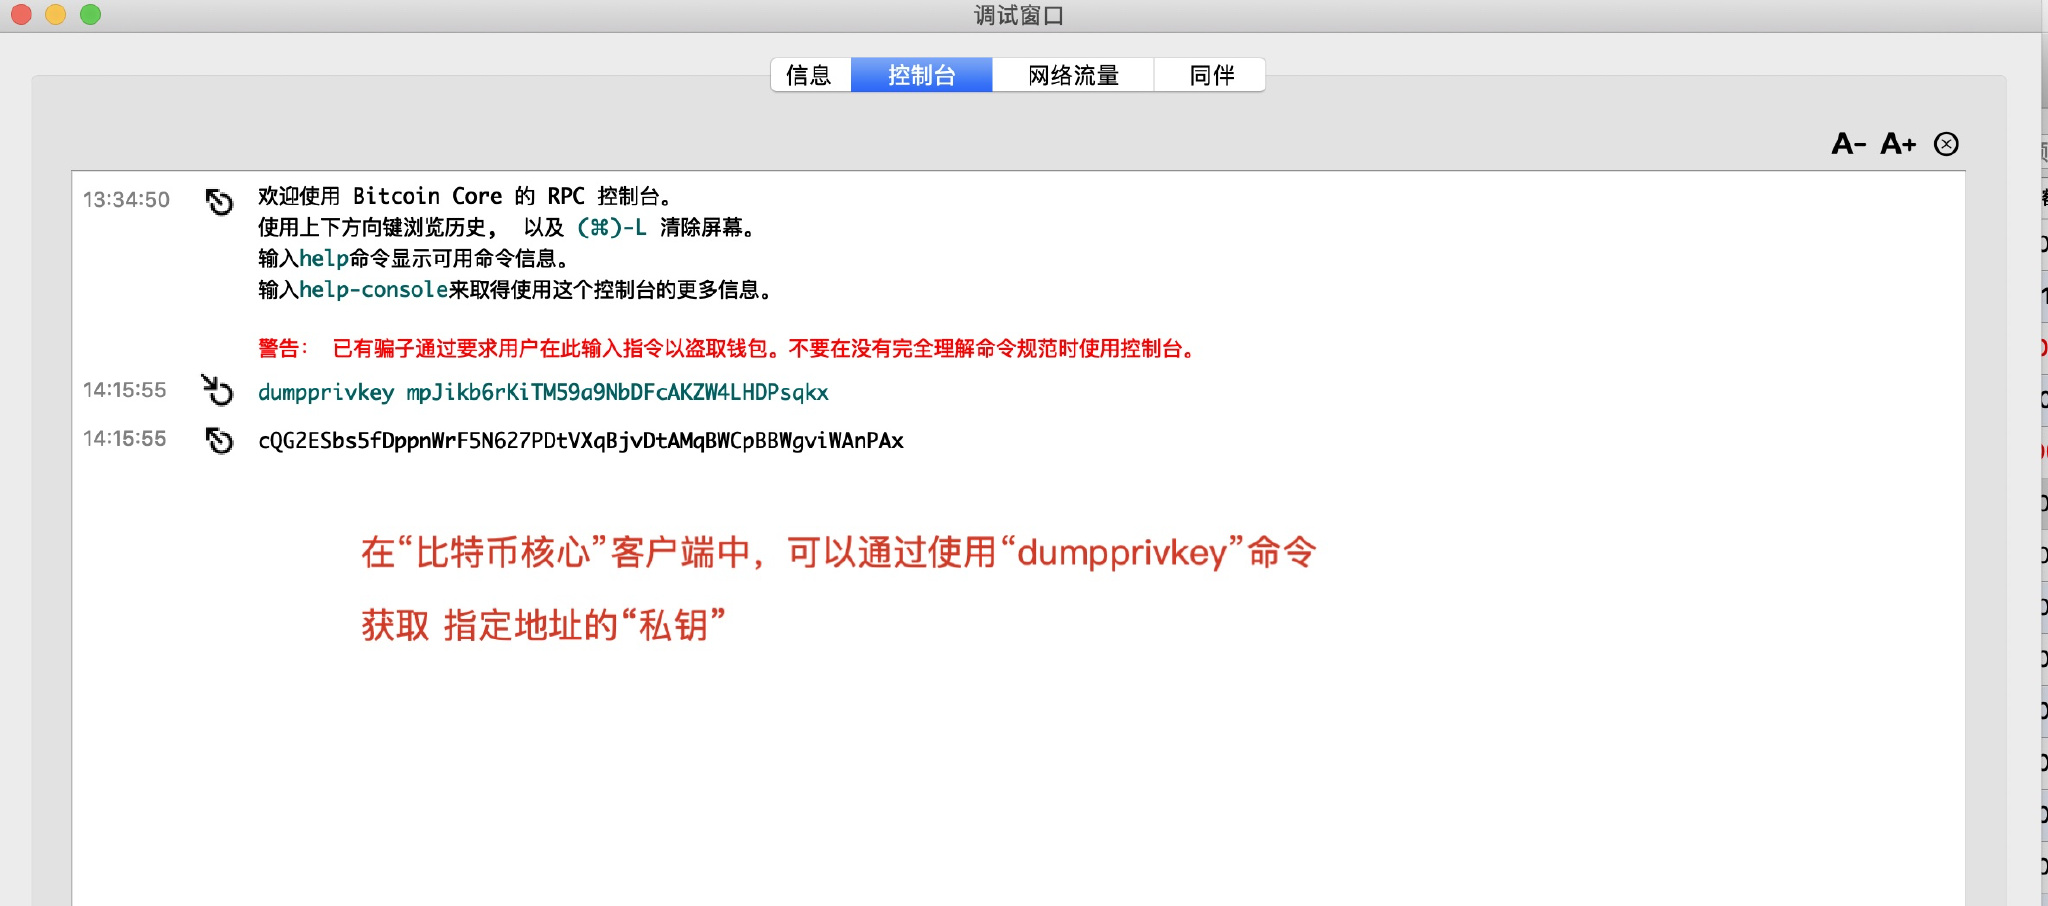 调试窗口
信息 控制台 网络流量 同伴
A- A+
13:34:50 欢迎使用 Bitcoin Core 的 RPC 控制台。
使用上下方向键浏览历史， 以及 (⌘)-L 清除屏幕。
输入help命令显示可用命令信息。
输入help-console来取得使用这个控制台的更多信息。
警告： 已有骗子通过要求用户在此输入指令以盗取钱包。不要在没有完全理解命令规范时使用控制台。
14:15:55 dumpprivkey mpJikb6rKiTM59a9NbDFcAKZW4LHDPsqkx
14:15:55 cQG2ESbs5fDppnWrF5N627PDtVXqBjvDtAMqBWCpBBWgviWAnPAx
在“比特币核心”客户端中，可以通过使用“dumpprivkey”命令
获取 指定地址的“私钥”